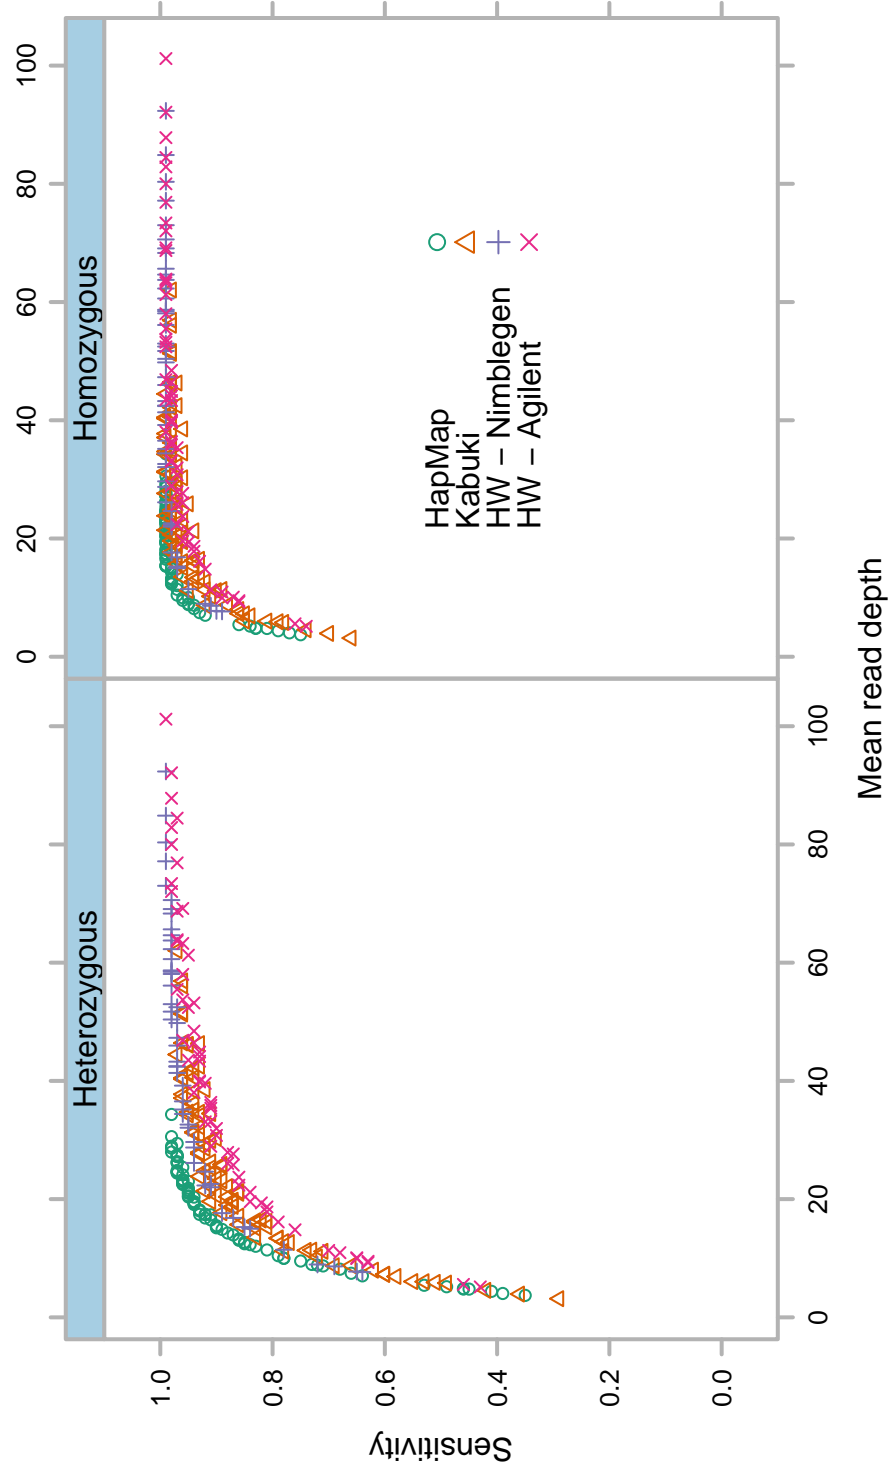 0 20 40 60 80 100
Heterozygous
Homozygous
Sensitivity
1.0
0.8
0.6
0.4
0.2
0.0
HapMap
Kabuki
HW − Nimblegen
HW − Agilent
0 20 40 60 80 100
Mean read depth